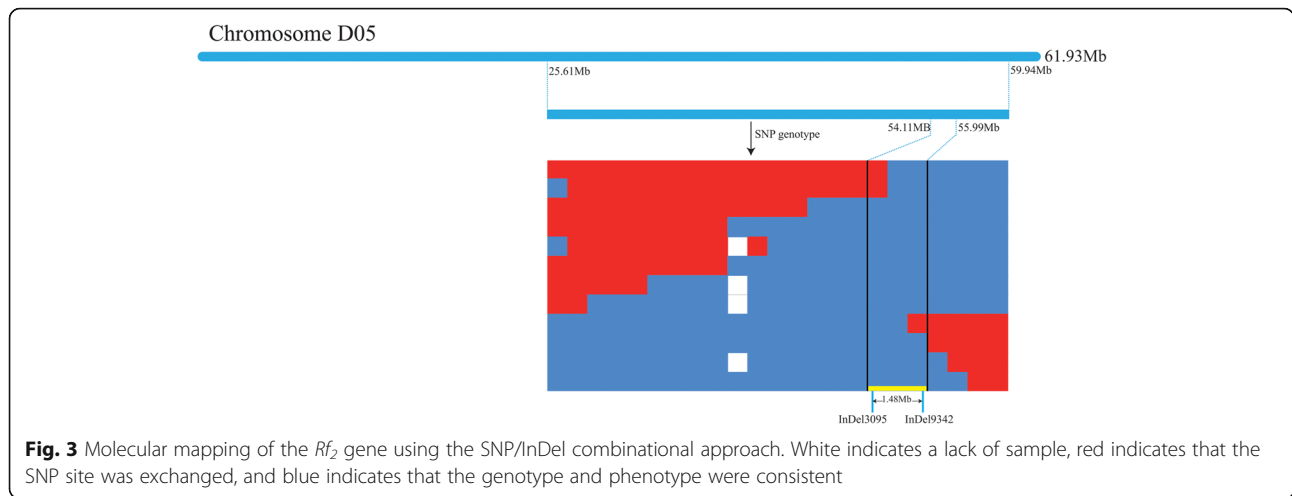 Chromosome D05
61.93Mb
25.61Mb
59.94Mb
SNP genotype
54.11MB
55.99Mb
1.48Mb
InDel3095
InDel9342
Fig. 3 Molecular mapping of the Rf2 gene using the SNP/InDel combinational approach. White indicates a lack of sample, red indicates that the
SNP site was exchanged, and blue indicates that the genotype and phenotype were consistent